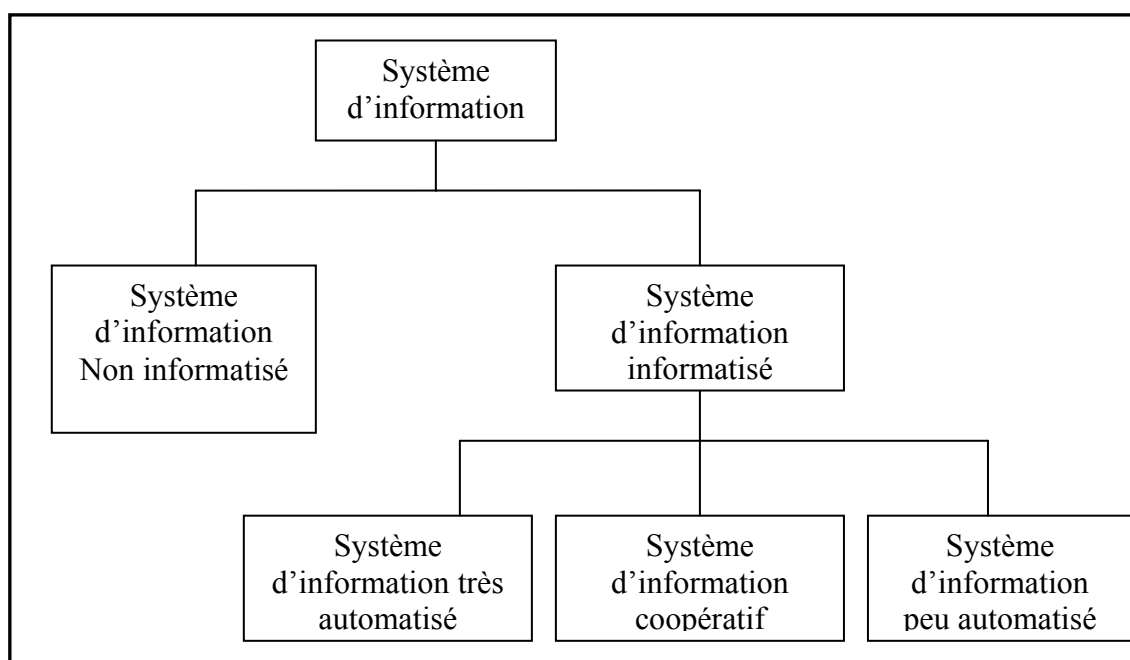 Système
d’information
Système
d’information
Non informatisé
Système
d’information
informatisé
Système
d’information très
automatisé
Système
d’information
coopératif
Système
d’information
peu automatisé